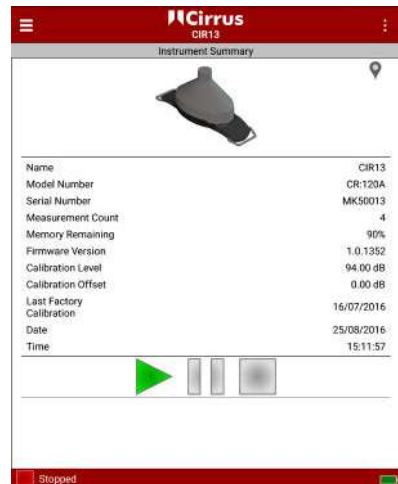 Cirrus
CIR13
Instrument Summary
Name CIR13
Model Number CR:120A
Serial Number MK50013
Measurement Count 4
Memory Remaining 90%
Firmware Version 1.0.1352
Calibration Level 94.00 dB
Calibration Offset 0.00 dB
Last Factory
Calibration 16/07/2016
Date 25/08/2016
Time 15:11:57
Stopped